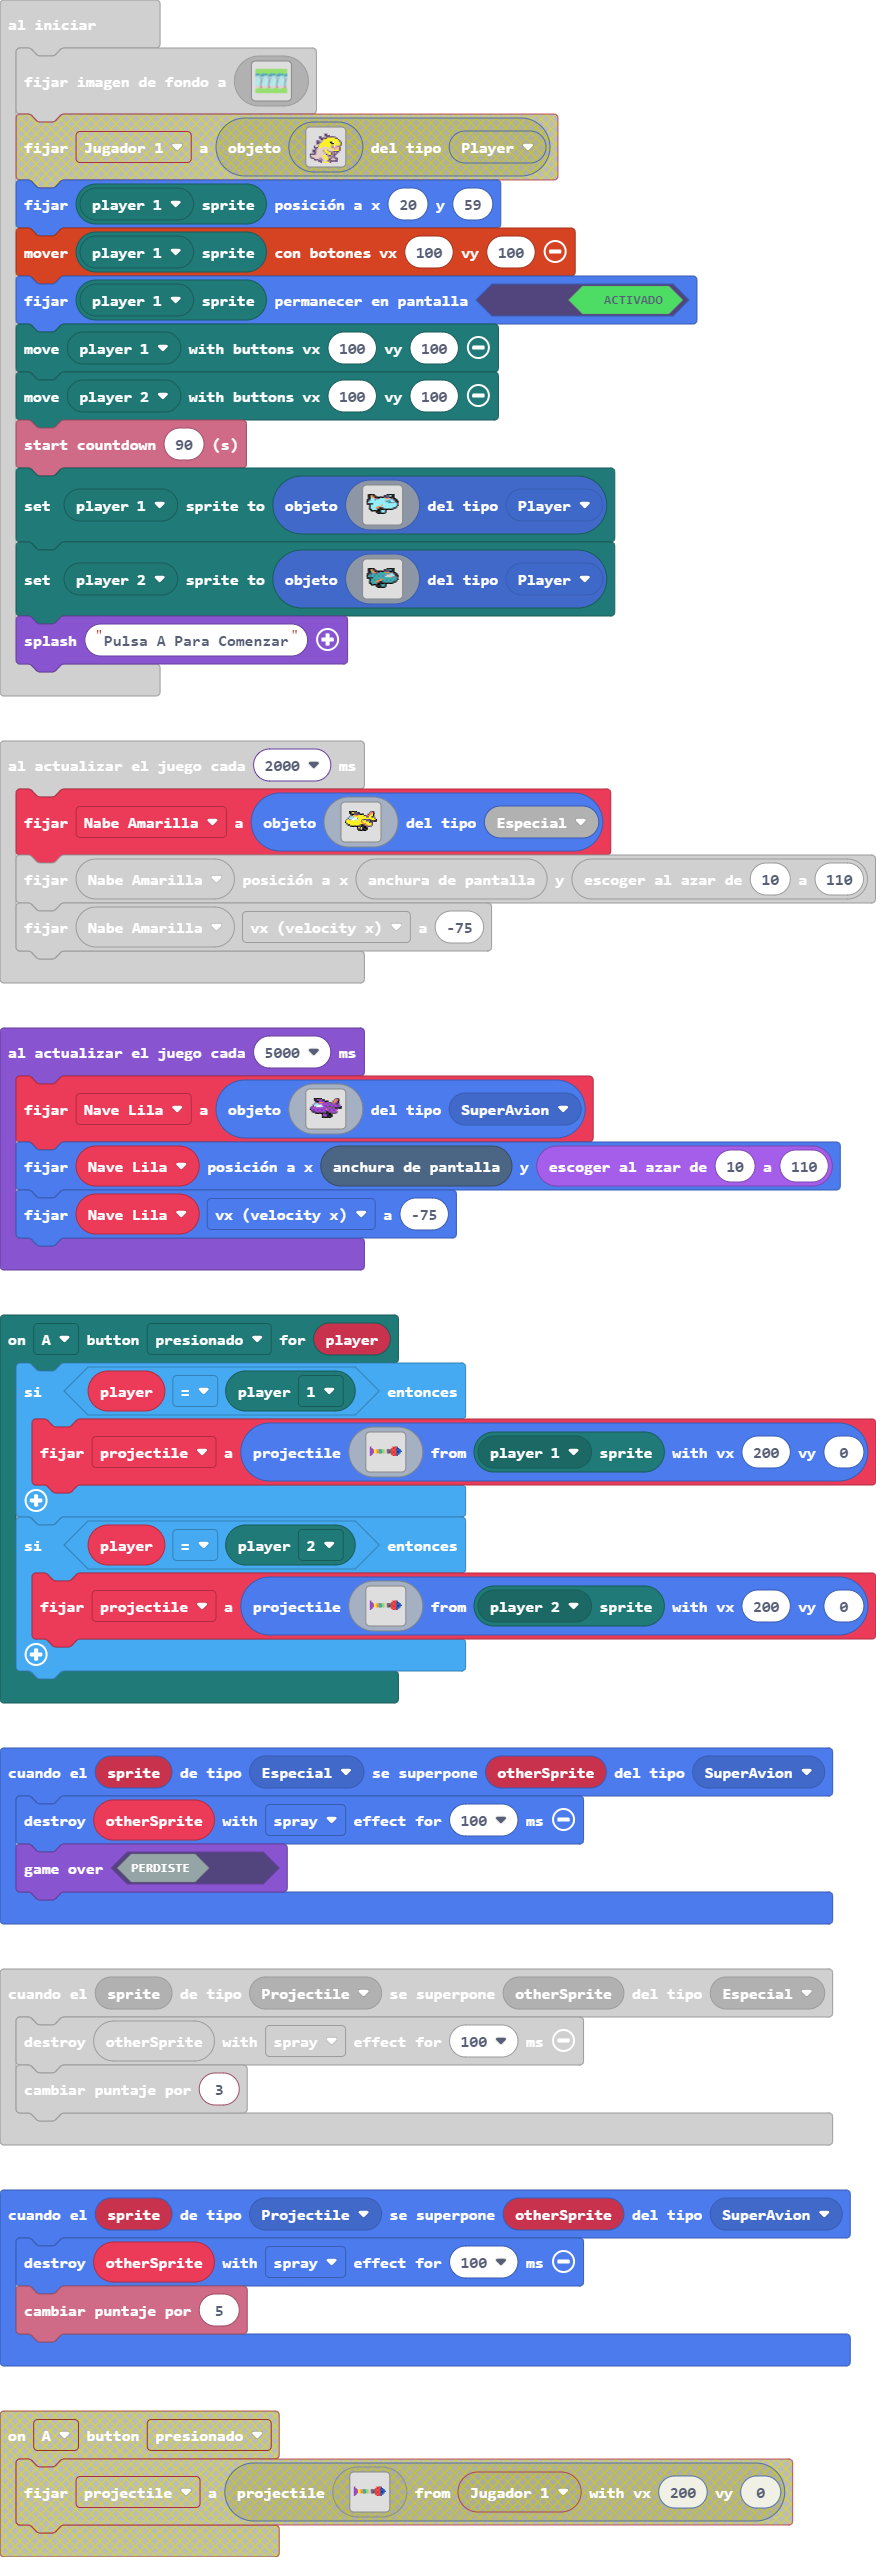 al iniciar
fijar imagen de fondo a
fijar Jugador 1 a objeto del tipo Player
fijar player 1 sprite posición a x 20 y 59
mover player 1 sprite con botones vx 100 vy 100
fijar player 1 sprite permanecer en pantalla ACTIVADO
move player 1 with buttons vx 100 vy 100
move player 2 with buttons vx 100 vy 100
start countdown 90 (s)
set player 1 sprite to objeto del tipo Player
set player 2 sprite to objeto del tipo Player
splash "Pulsa A Para Comenzar"
al actualizar el juego cada 2000 ms
fijar Nabe Amarilla a objeto del tipo Especial
fijar Nabe Amarilla posición a x anchura de pantalla y escoger al azar de 10 a 110
fijar Nabe Amarilla vx (velocity x) a -75
al actualizar el juego cada 5000 ms
fijar Nave Lila a objeto del tipo SuperAvion
fijar Nave Lila posición a x anchura de pantalla y escoger al azar de 10 a 110
fijar Nave Lila vx (velocity x) a -75
on A button presionado for player
si player = player 1 entonces
fijar projectile a projectile from player 1 sprite with vx 200 vy 0
si player = player 2 entonces
fijar projectile a projectile from player 2 sprite with vx 200 vy 0
cuando el sprite de tipo Especial se superpone otherSprite del tipo SuperAvion
destroy otherSprite with spray effect for 100 ms
game over PERDISTE
cuando el sprite de tipo Projectile se superpone otherSprite del tipo Especial
destroy otherSprite with spray effect for 100 ms
cambiar puntaje por 3
cuando el sprite de tipo Projectile se superpone otherSprite del tipo SuperAvion
destroy otherSprite with spray effect for 100 ms
cambiar puntaje por 5
on A button presionado
fijar projectile a projectile from Jugador 1 with vx 200 vy 0